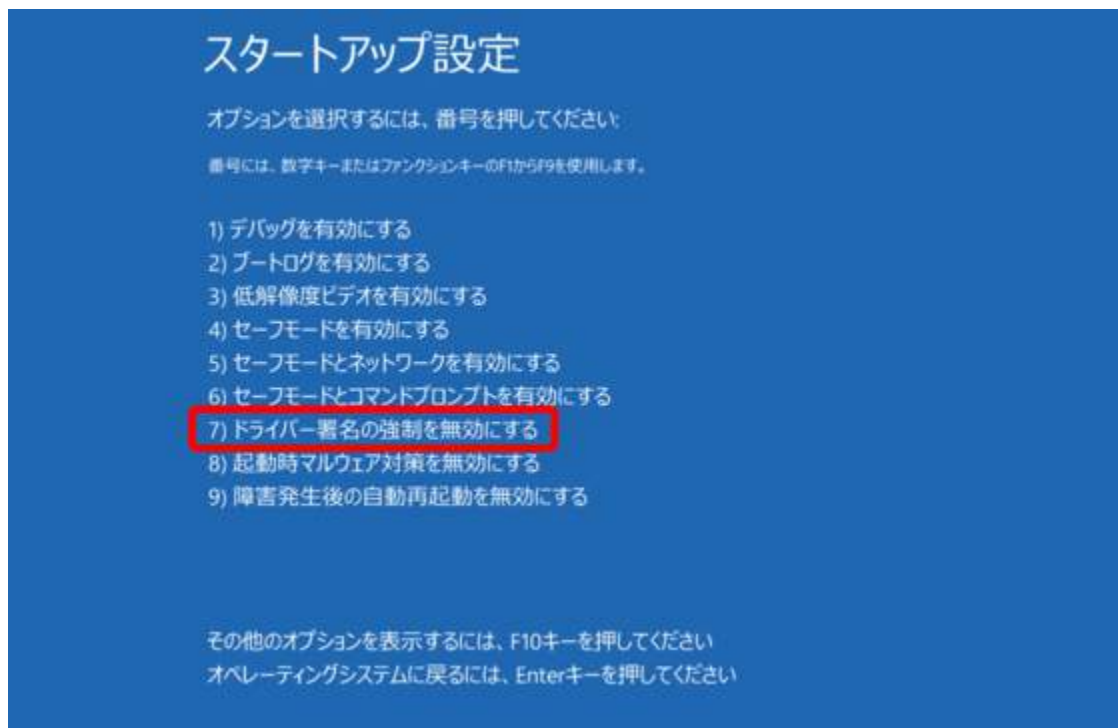 スタートアップ設定
オプションを選択するには、番号を押してください:
番号には、数字キーまたはファンクションキーのF1からF9を使用します。
1) デバッグを有効にする
2) ブートログを有効にする
3) 低解像度ビデオを有効にする
4) セーフモードを有効にする
5) セーフモードとネットワークを有効にする
6) セーフモードとコマンドプロンプトを有効にする
7) ドライバー署名の強制を無効にする
8) 起動時マルウェア対策を無効にする
9) 障害発生後の自動再起動を無効にする
その他のオプションを表示するには、F10キーを押してください
オペレーティングシステムに戻るには、Enterキーを押してください